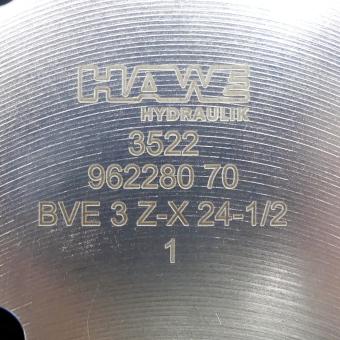 HAWE
HYDRAULIK
3522
962280 70
BVE 3 Z-X 24-1/2
1